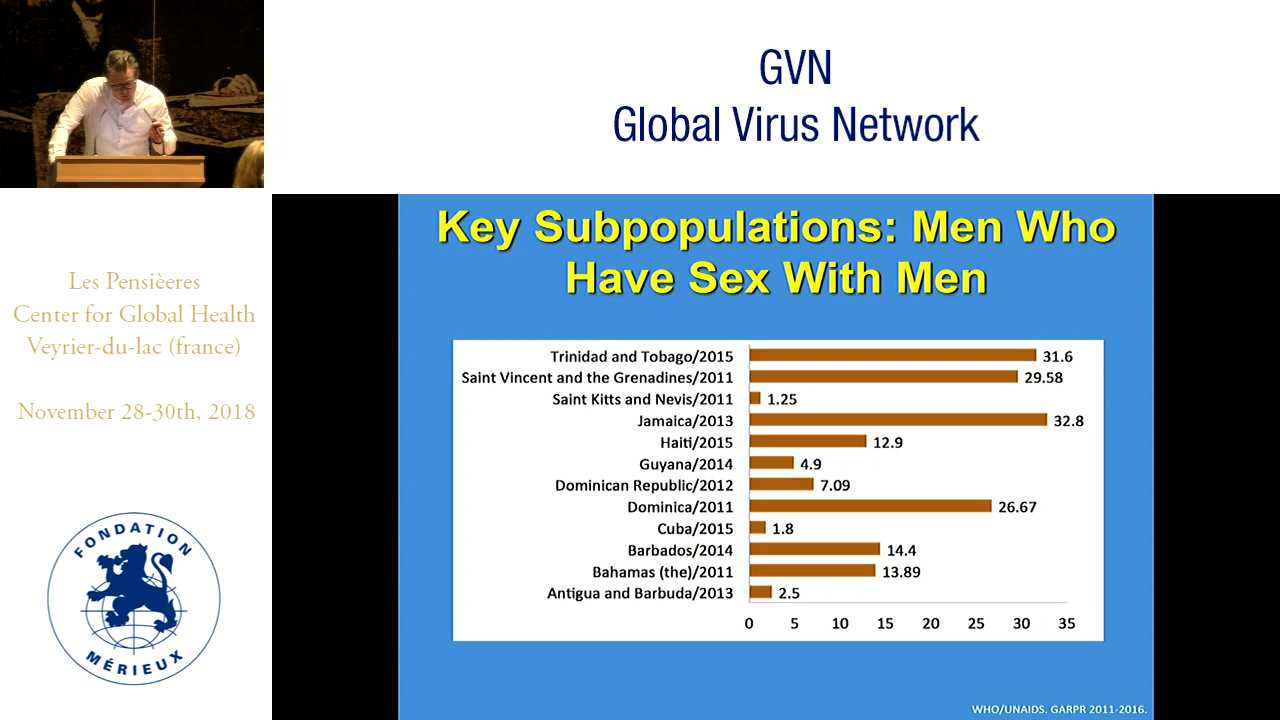 GVN
Global Virus Network
Les Pensièeres
Center for Global Health
Veyrier-du-lac (france)
November 28-30th, 2018
FONDATION
MÉRIEUX
Key Subpopulations: Men Who
Have Sex With Men
Trinidad and Tobago/2015 31.6
Saint Vincent and the Grenadines/2011 29.58
Saint Kitts and Nevis/2011 1.25
Jamaica/2013 32.8
Haiti/2015 12.9
Guyana/2014 4.9
Dominican Republic/2012 7.09
Dominica/2011 26.67
Cuba/2015 1.8
Barbados/2014 14.4
Bahamas (the)/2011 13.89
Antigua and Barbuda/2013 2.5
0 5 10 15 20 25 30 35
WHO/UNAIDS. GARPR 2011-2016.